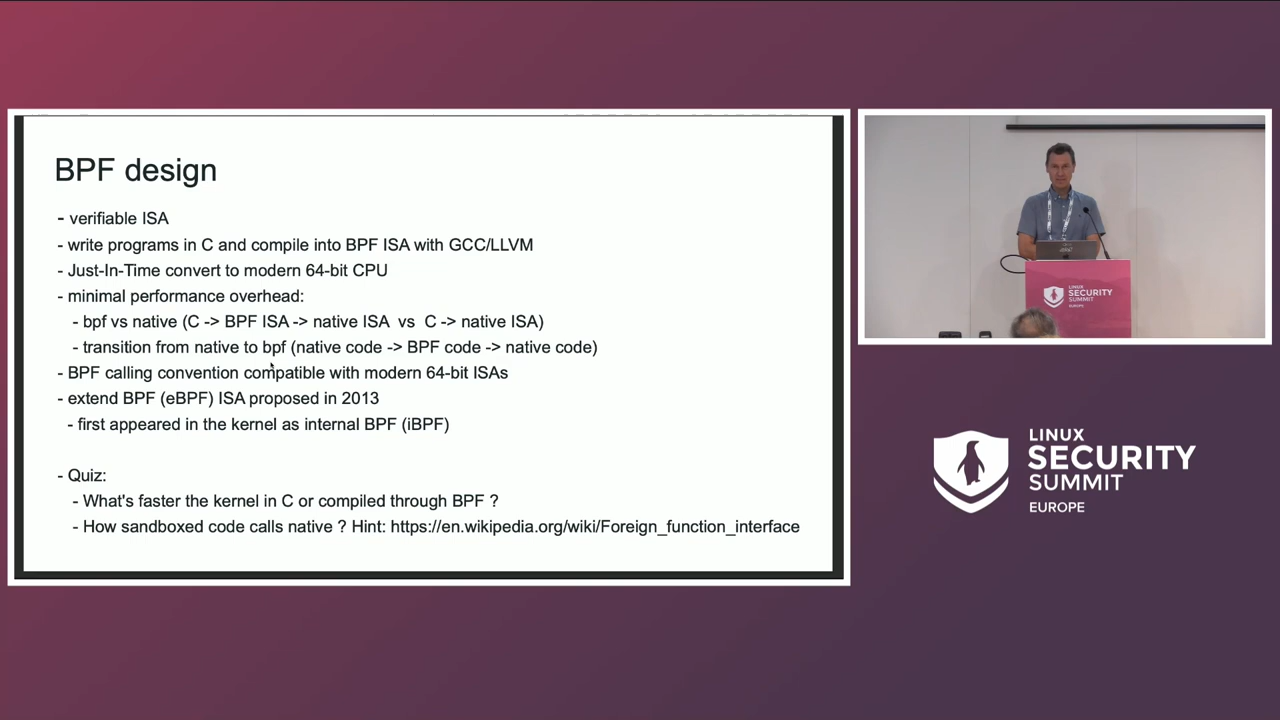 BPF design
- verifiable ISA
- write programs in C and compile into BPF ISA with GCC/LLVM
- Just-In-Time convert to modern 64-bit CPU
- minimal performance overhead:
- bpf vs native (C -> BPF ISA -> native ISA vs C -> native ISA)
- transition from native to bpf (native code -> BPF code -> native code)
- BPF calling convention compatible with modern 64-bit ISAs
- extend BPF (eBPF) ISA proposed in 2013
- first appeared in the kernel as internal BPF (iBPF)
- Quiz:
- What's faster the kernel in C or compiled through BPF ?
- How sandboxed code calls native ? Hint: https://en.wikipedia.org/wiki/Foreign_function_interface
LINUX
SECURITY
SUMMIT
EUROPE
LINUX
SECURITY
SUMMIT
EUROPE